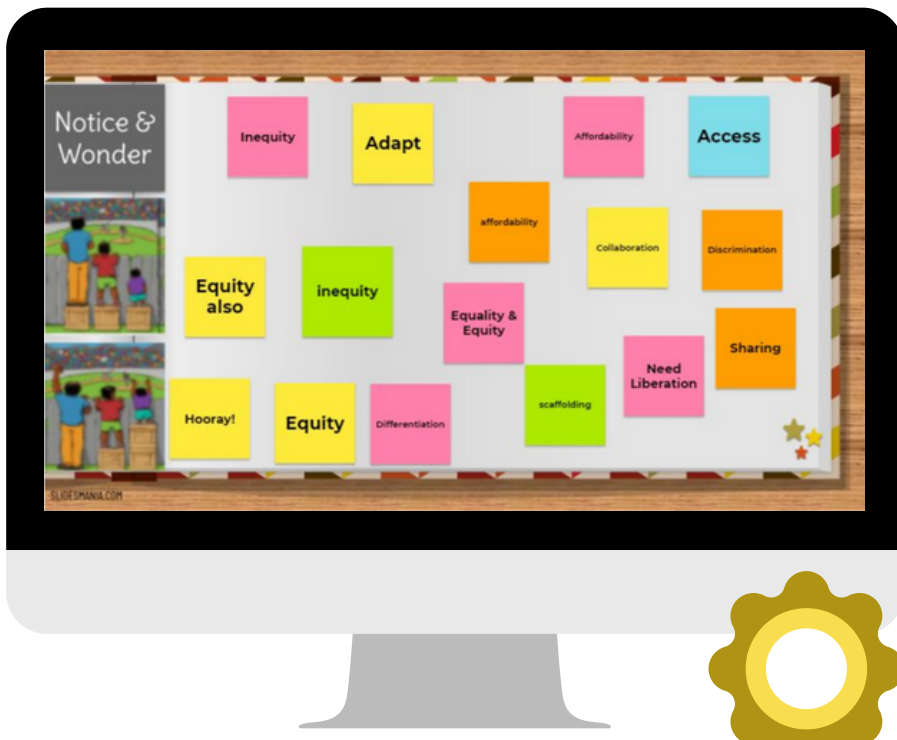 Notice &
Wonder
Inequity
Adapt
Affordability
Access
affordability
Collaboration
Discrimination
Equity
also
inequity
Equality &
Equity
Need
Liberation
Sharing
Hooray!
Equity
Differentiation
scaffolding
SLIDESMANIA.COM